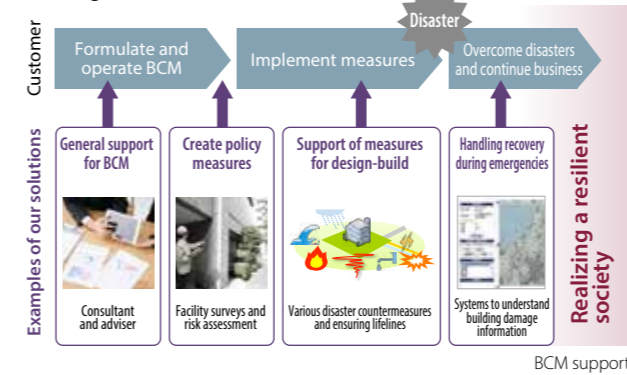 Customer
Formulate and
operate BCM
Implement measures
Disaster
Overcome disasters
and continue business
Examples of our solutions
General support
for BCM
Consultant
and adviser
Create policy
measures
Facility surveys and
risk assessment
Support of measures
for design-build
Various disaster countermeasures
and ensuring lifelines
Handling recovery
during emergencies
Systems to understand
building damage
information
Realizing a resilient
society
BCM support